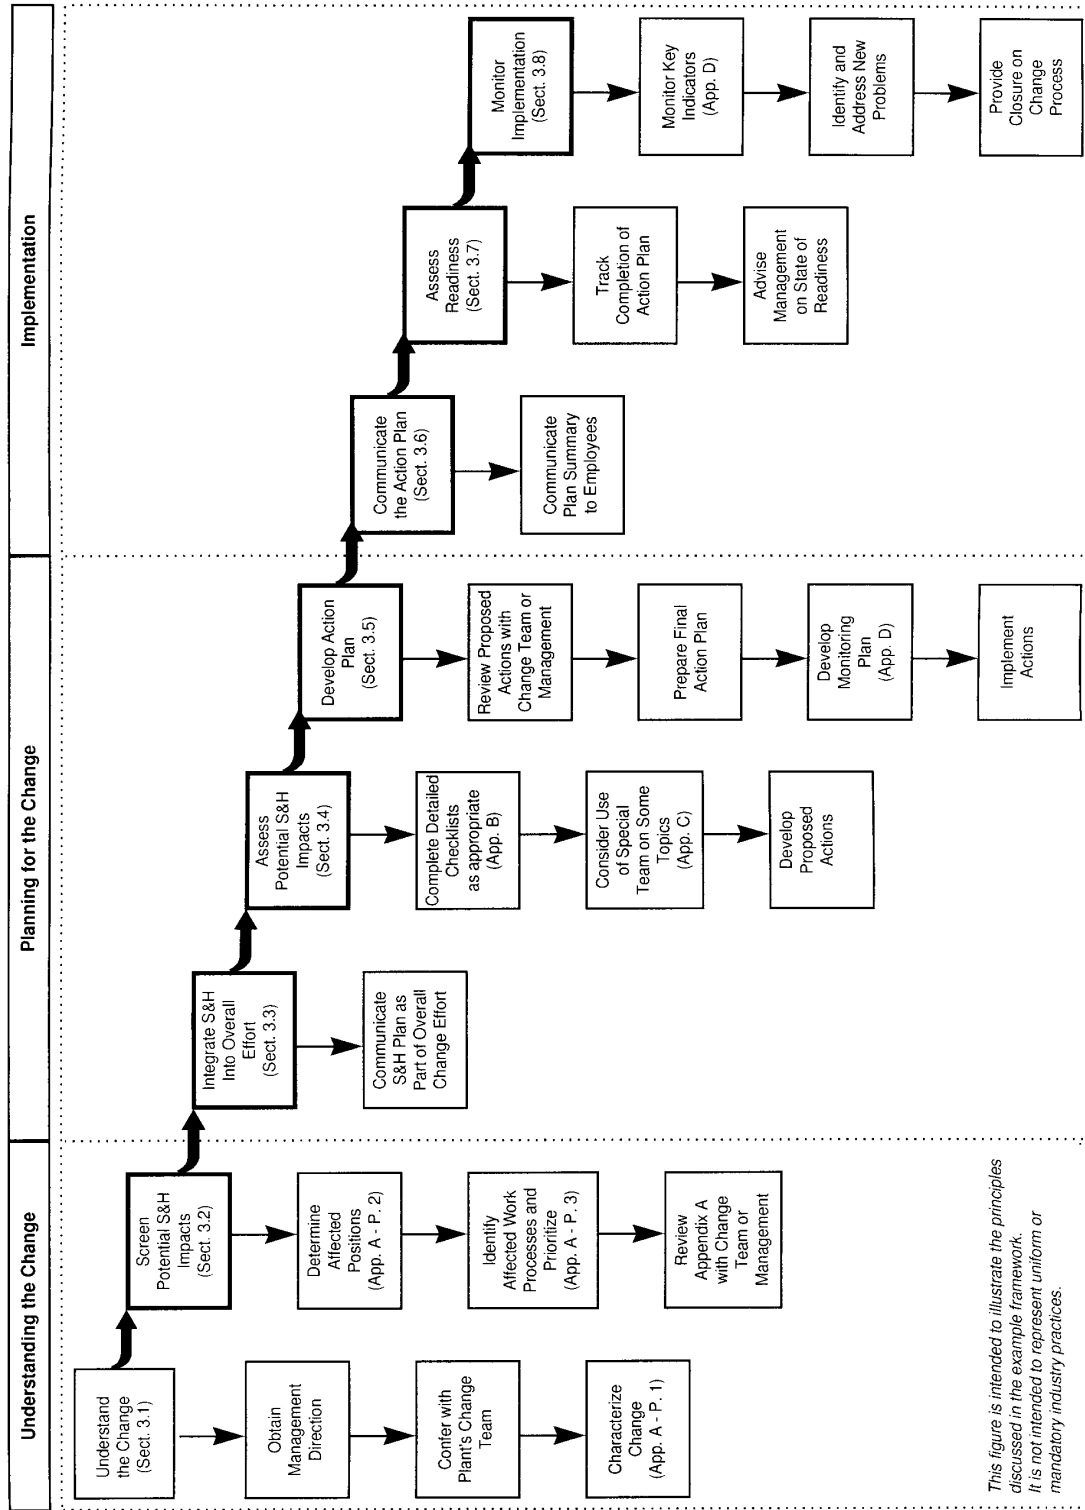 Understanding the Change
Planning for the Change
Implementation
Understand
the Change
(Sect. 3.1)
Obtain
Management
Direction
Confer with
Plant's Change
Team
Characterize
Change
(App. A - P. 1)
Screen
Potential S&H
Impacts
(Sect. 3.2)
Determine
Affected
Positions
(App. A - P. 2)
Identify
Affected Work
Processes and
Prioritize
(App. A - P. 3)
Review
Appendix A
with Change
Team or
Management
Integrate S&H
Into Overall
Effort
(Sect. 3.3)
Communicate
S&H Plan as
Part of Overall
Change Effort
Assess
Potential S&H
Impacts
(Sect. 3.4)
Complete Detailed
Checklists
as appropriate
(App. B)
Consider Use
of Special
Team on Some
Topics
(App. C)
Develop
Proposed
Actions
Develop Action
Plan
(Sect. 3.5)
Review Proposed
Actions with
Change Team or
Management
Prepare Final
Action Plan
Develop
Monitoring
Plan
(App. D)
Implement
Actions
Communicate
the Action Plan
(Sect. 3.6)
Communicate
Plan Summary
to Employees
Assess
Readiness
(Sect. 3.7)
Track
Completion of
Action Plan
Advise
Management
on State of
Readiness
Monitor
Implementation
(Sect. 3.8)
Monitor Key
Indicators
(App. D)
Identify and
Address New
Problems
Provide
Closure on
Change
Process
This figure is intended to illustrate the principles
discussed in the example framework.
It is not intended to represent uniform or
mandatory industry practices.